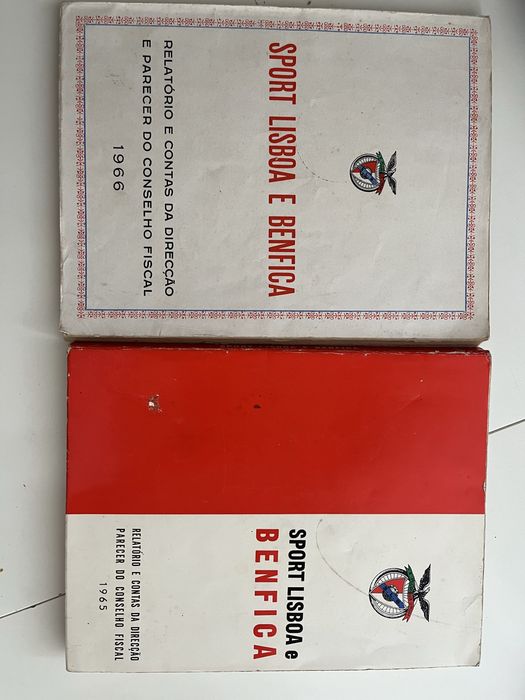 SPORT LISBOA E BENFICA
RELATÓRIO E CONTAS DA DIRECÇÃO
E PARECER DO CONSELHO FISCAL
1966
SPORT LISBOA e
BENFICA
RELATÓRIO E CONTAS DA DIRECÇÃO
PARECER DO CONSELHO FISCAL
1965